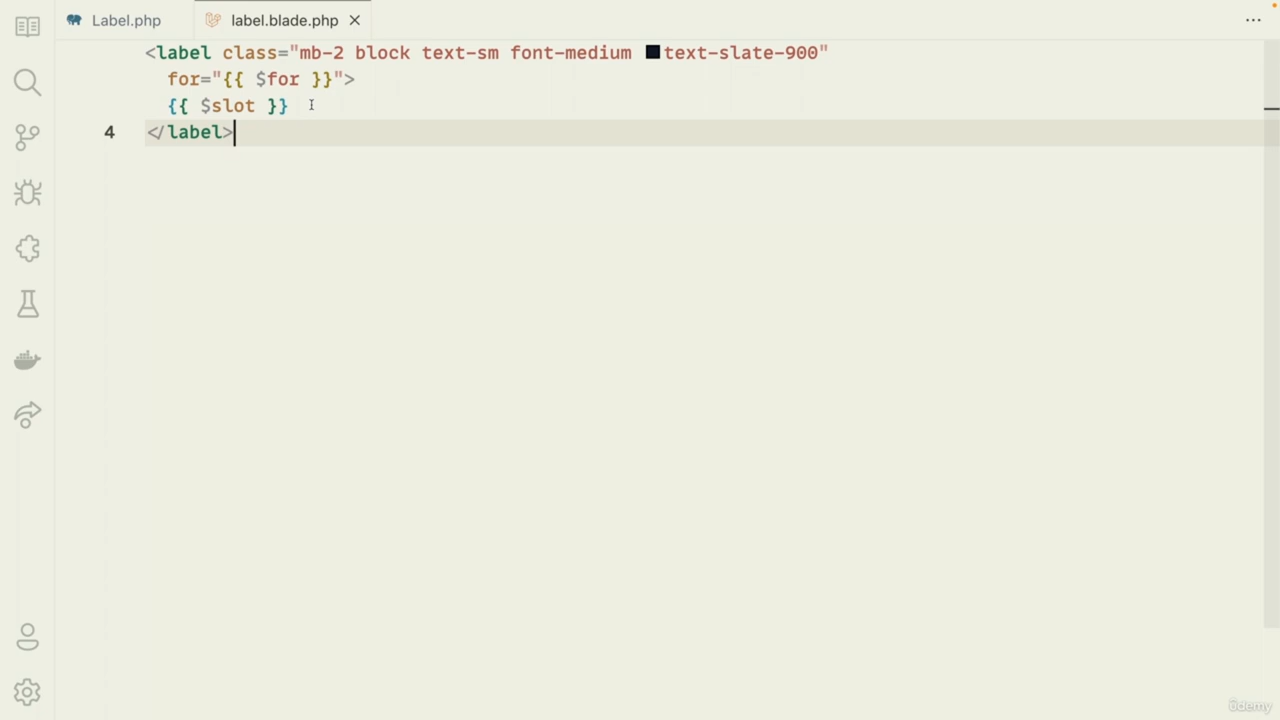 Label.php
label.blade.php
<label class="mb-2 block text-sm font-medium text-slate-900"
for="{{ $for }}">
{{ $slot }}
4 </label>
ûdemy